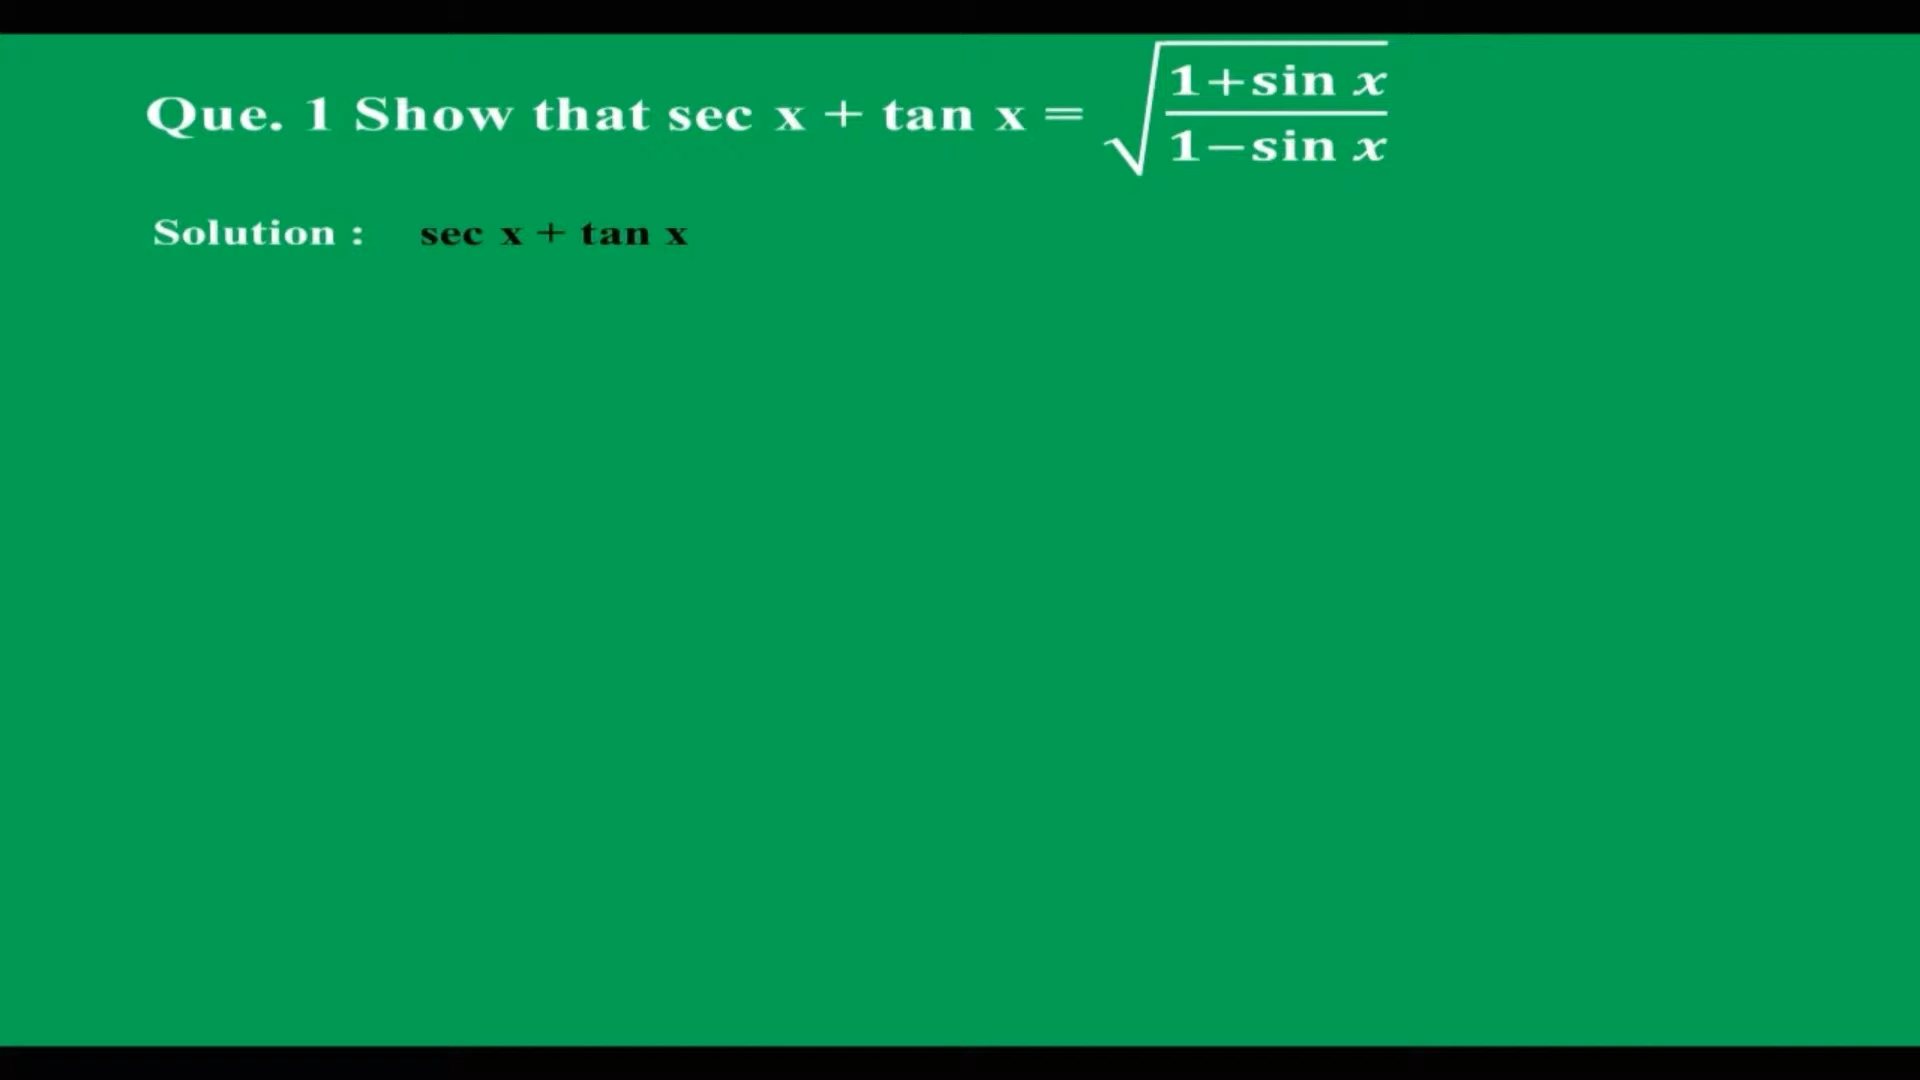 Que. 1 Show that sec x + tan x = √((1+sin x)/(1−sin x))
Solution : sec x + tan x